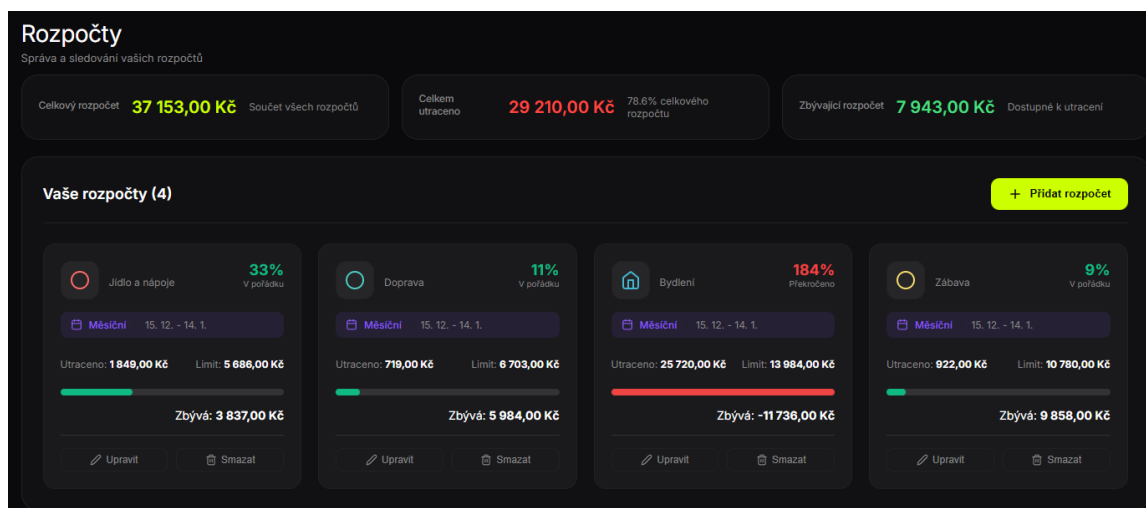 Rozpočty
Správa a sledování vašich rozpočtů
Celkový rozpočet 37 153,00 Kč Součet všech rozpočtů
Celkem utraceno 29 210,00 Kč 78.6% celkového rozpočtu
Zbývající rozpočet 7 943,00 Kč Dostupné k utracení
Vaše rozpočty (4)
+ Přidat rozpočet
Jídlo a nápoje
33%
V pořádku
Měsíční 15. 12. - 14. 1.
Utraceno: 1 849,00 Kč Limit: 5 686,00 Kč
Zbývá: 3 837,00 Kč
Upravit Smazat
Doprava
11%
V pořádku
Měsíční 15. 12. - 14. 1.
Utraceno: 719,00 Kč Limit: 6 703,00 Kč
Zbývá: 5 984,00 Kč
Upravit Smazat
Bydlení
184%
Překročeno
Měsíční 15. 12. - 14. 1.
Utraceno: 25 720,00 Kč Limit: 13 984,00 Kč
Zbývá: -11 736,00 Kč
Upravit Smazat
Zábava
9%
V pořádku
Měsíční 15. 12. - 14. 1.
Utraceno: 922,00 Kč Limit: 10 780,00 Kč
Zbývá: 9 858,00 Kč
Upravit Smazat